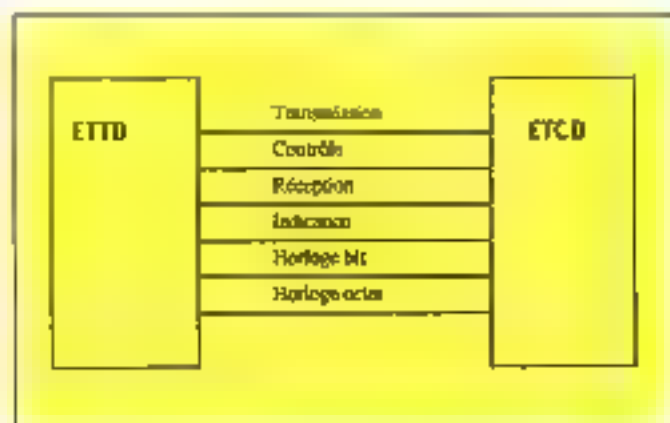 ETTD
ETCD
Transmission
Contrôle
Réception
Indication
Horloge bit
Horloge octet